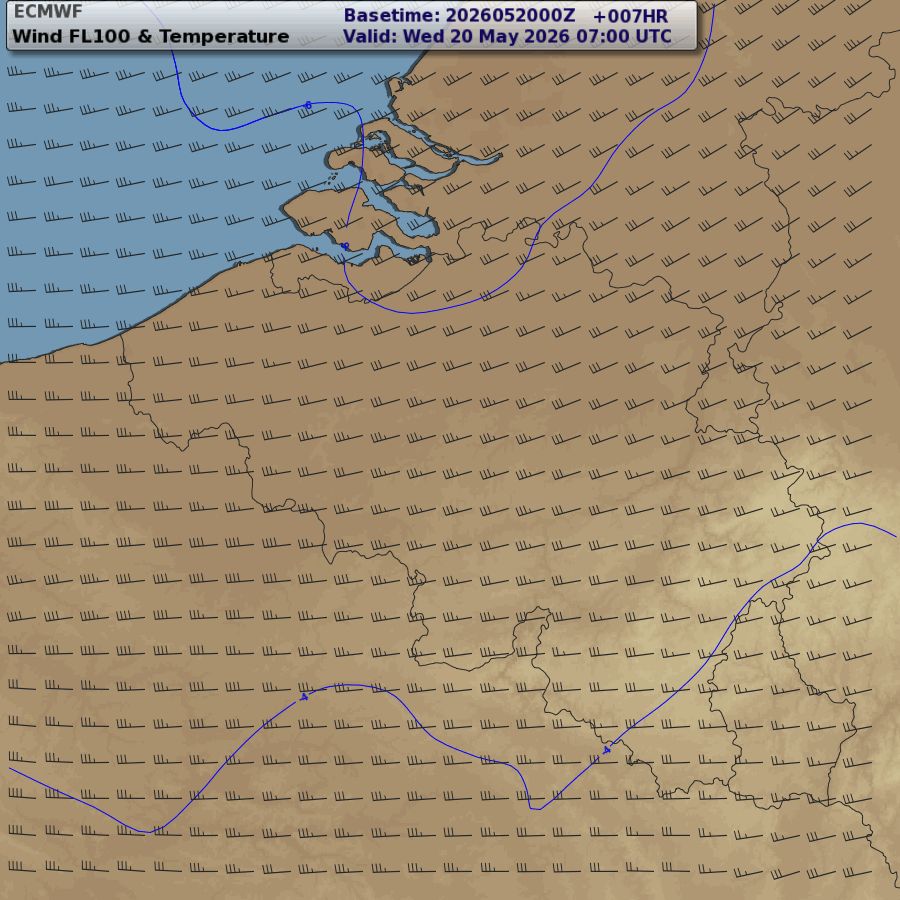 ECMWF
Basetime: 2026052000Z +007HR
Wind FL100 & Temperature
Valid: Wed 20 May 2026 07:00 UTC